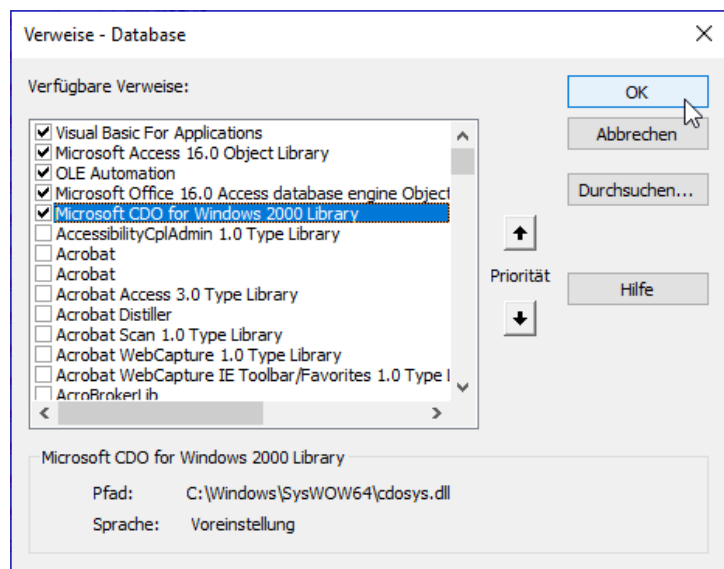 Verweise - Database
Verfügbare Verweise:
OK
Visual Basic For Applications
Abbrechen
Microsoft Access 16.0 Object Library
OLE Automation
Microsoft Office 16.0 Access database engine Object
Durchsuchen...
Microsoft CDO for Windows 2000 Library
AccessibilityCplAdmin 1.0 Type Library
Acrobat
Acrobat
Priorität
Acrobat Access 3.0 Type Library
Hilfe
Acrobat Distiller
Acrobat Scan 1.0 Type Library
Acrobat WebCapture 1.0 Type Library
Acrobat WebCapture IE Toolbar/Favorites 1.0 Type l
AcroBrokerLib
Microsoft CDO for Windows 2000 Library
Pfad: C:\Windows\SysWOW64\cdosys.dll
Sprache: Voreinstellung